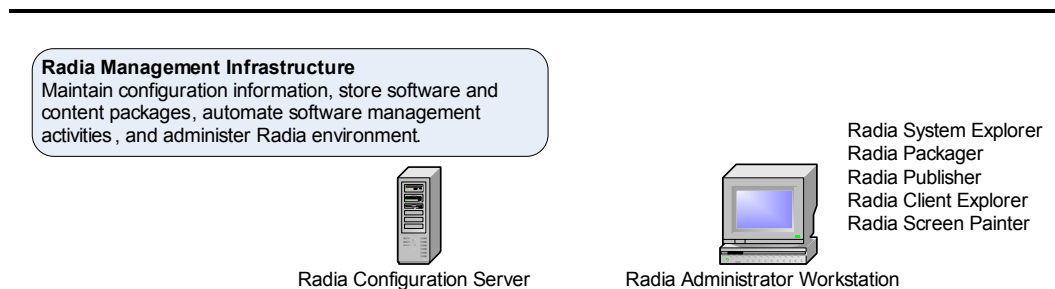 Radia Management Infrastructure
Maintain configuration information, store software and
content packages, automate software management
activities , and administer Radia environment.
Radia System Explorer
Radia Packager
Radia Publisher
Radia Client Explorer
Radia Screen Painter
Radia Configuration Server
Radia Administrator Workstation